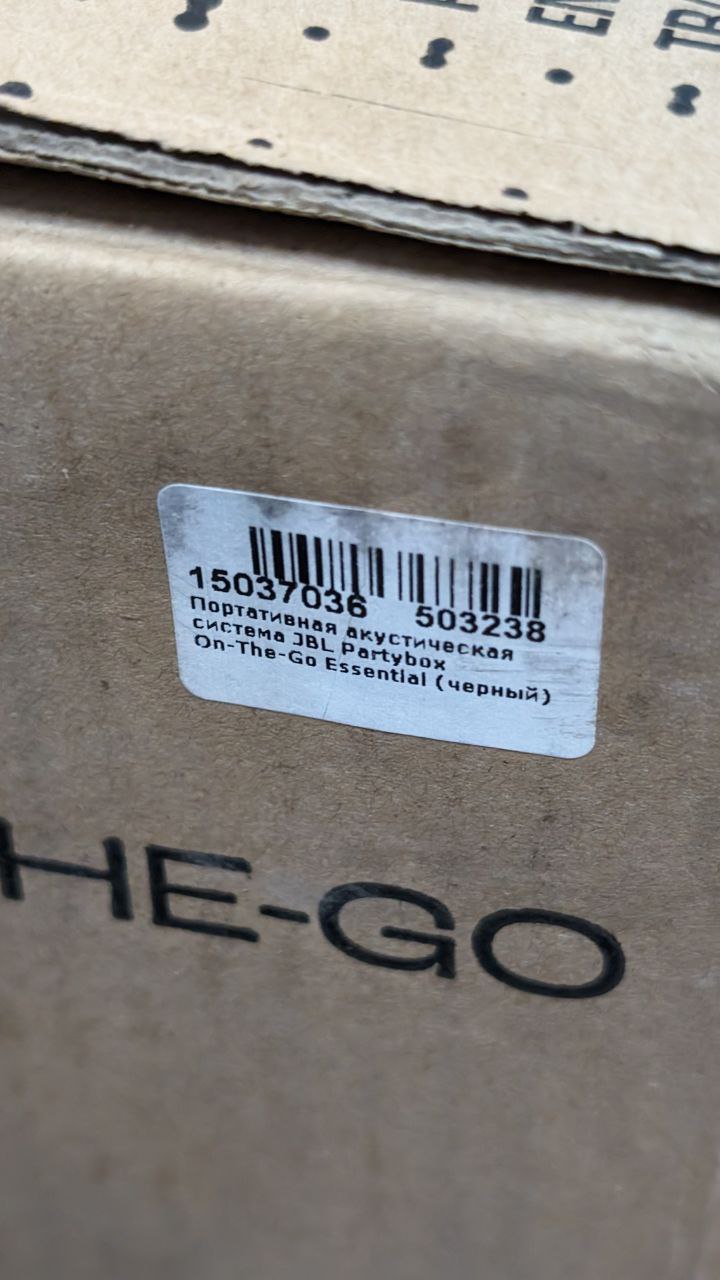 15037036 503238
Портативная акустическая
система JBL Partybox
On-The-Go Essential (черный)
HE-GO